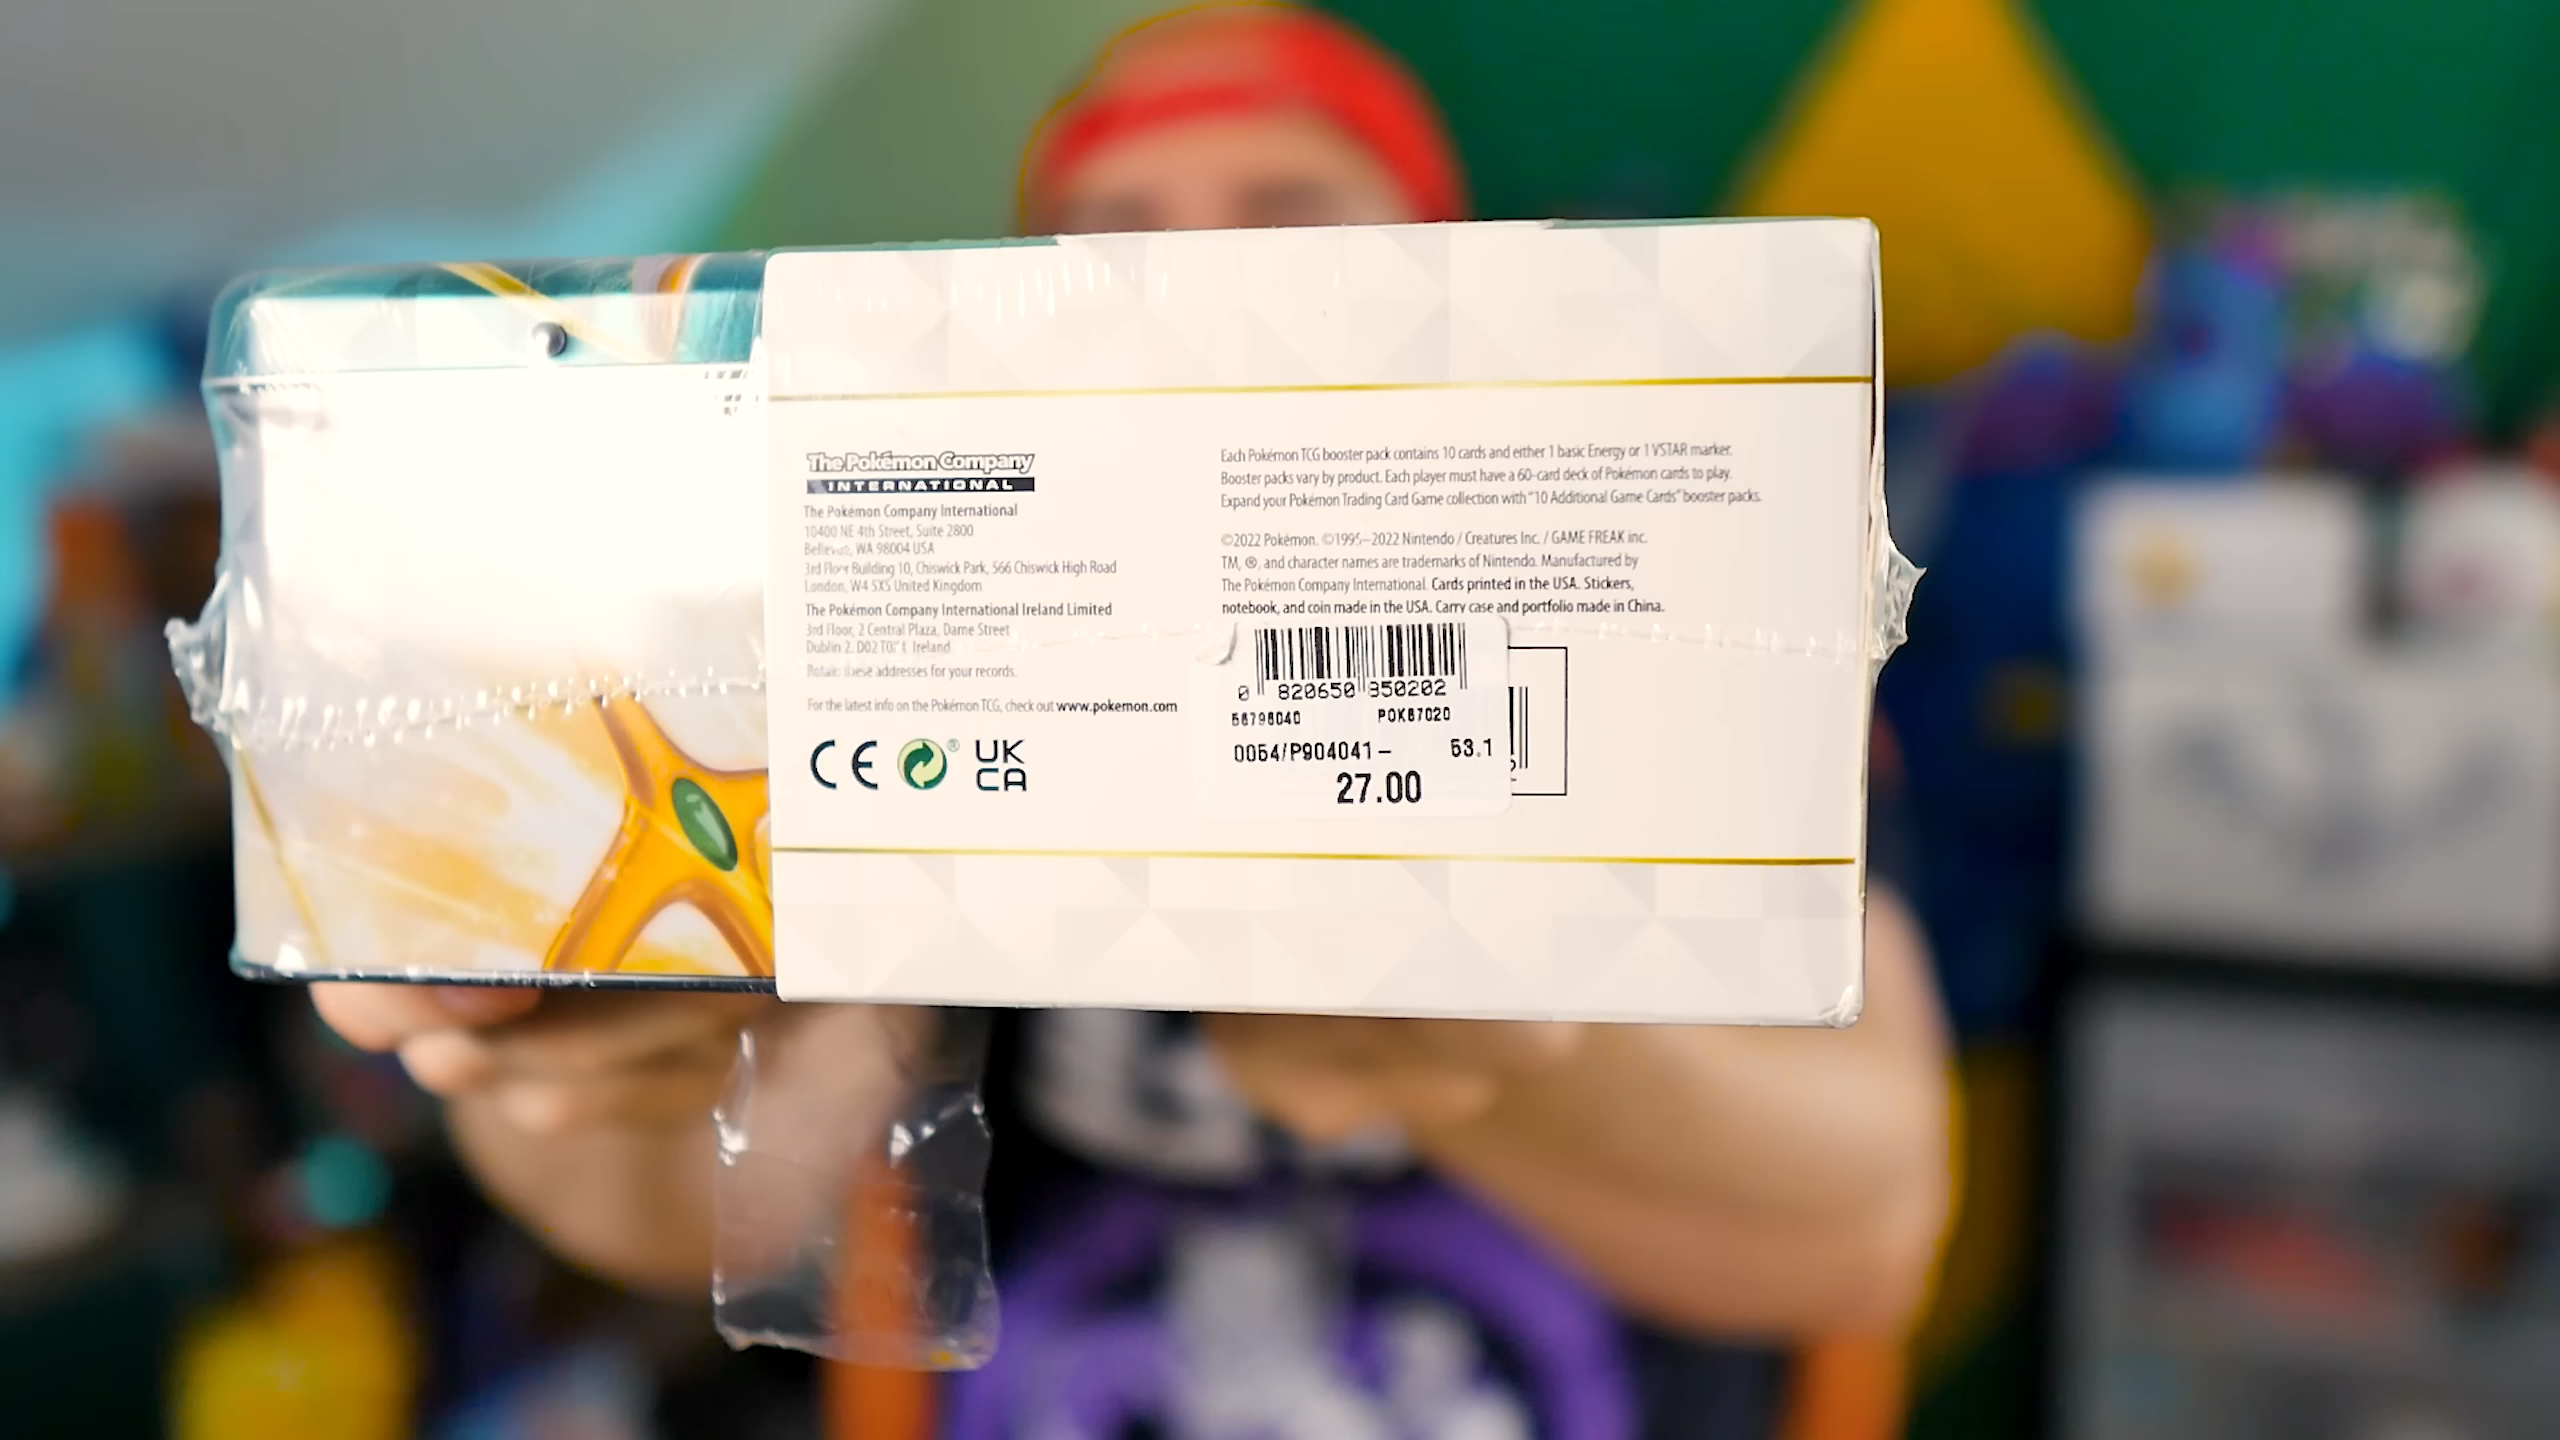 The Pokémon Company
INTERNATIONAL
The Pokémon Company International
10400 NE 4th Street, Suite 2800
WA 98004 USA
3rd Floor Building 10, Chiswick Park, 566 Chiswick High Road
London, W4 5XS United Kingdom
The Pokémon Company International Ireland Limited
3rd Floor, 2 Central Plaza, Dame Street
Dublin 2, D02 Ireland
these addresses for your records.
For the latest info on the Pokémon TCG, check out www.pokemon.com
CE
UK
CA
Each Pokémon TCG booster pack contains 10 cards and either 1 basic Energy or 1 VSTAR marker.
Booster packs vary by product. Each player must have a 60-card deck of Pokémon cards to play.
Expand your Pokémon Trading Card Game collection with "10 Additional Game Cards" booster packs.
©2022 Pokémon. ©1995–2022 Nintendo / Creatures Inc. / GAME FREAK inc.
TM, ®, and character names are trademarks of Nintendo. Manufactured by
The Pokémon Company International. Cards printed in the USA. Stickers,
notebook, and coin made in the USA. Carry case and portfolio made in China.
0 820650 350202
58798040 POK87020
0054/P904041- 53.1
27.00